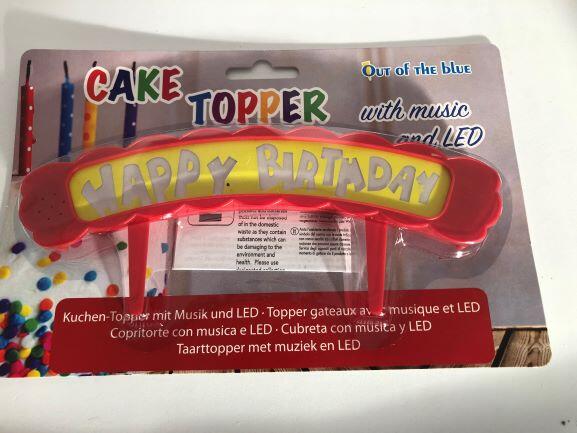 CAKE
TOPPER
OUT OF THE BLUE
with music
and LED
HAPPY BIRTHDAY
that must not be disposed
of in the domestic
waste as they contain
substances which can
be damaging to the
environment and
health. Please use
Kuchen-Topper mit Musik und LED · Topper gateaux avec musique et LED
Copritorte con musica e LED · Cubreta con música y LED
Taarttopper met muziek en LED